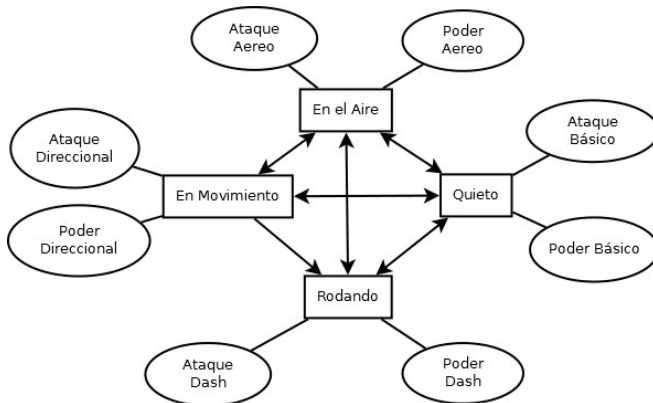 Ataque
Aereo
Poder
Aereo
En el Aire
Ataque
Direccional
Ataque
Básico
En Movimiento
Quieto
Poder
Direccional
Poder Básico
Rodando
Ataque
Dash
Poder
Dash